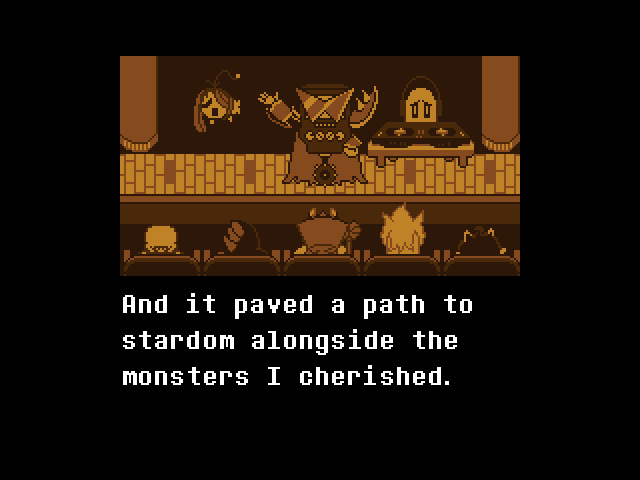 And it paved a path to
stardom alongside the
monsters I cherished.